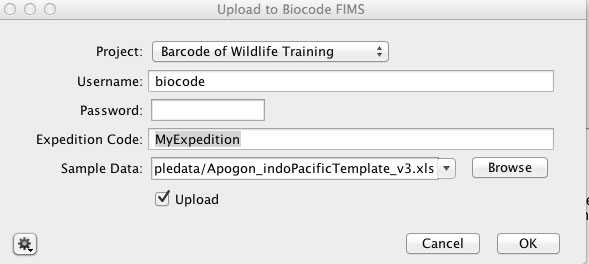 Upload to Biocode FIMS
Project: Barcode of Wildlife Training
Username: biocode
Password:
Expedition Code: MyExpedition
Sample Data: pledata/Apogon_indoPacificTemplate_v3.xls Browse
Upload
Cancel OK